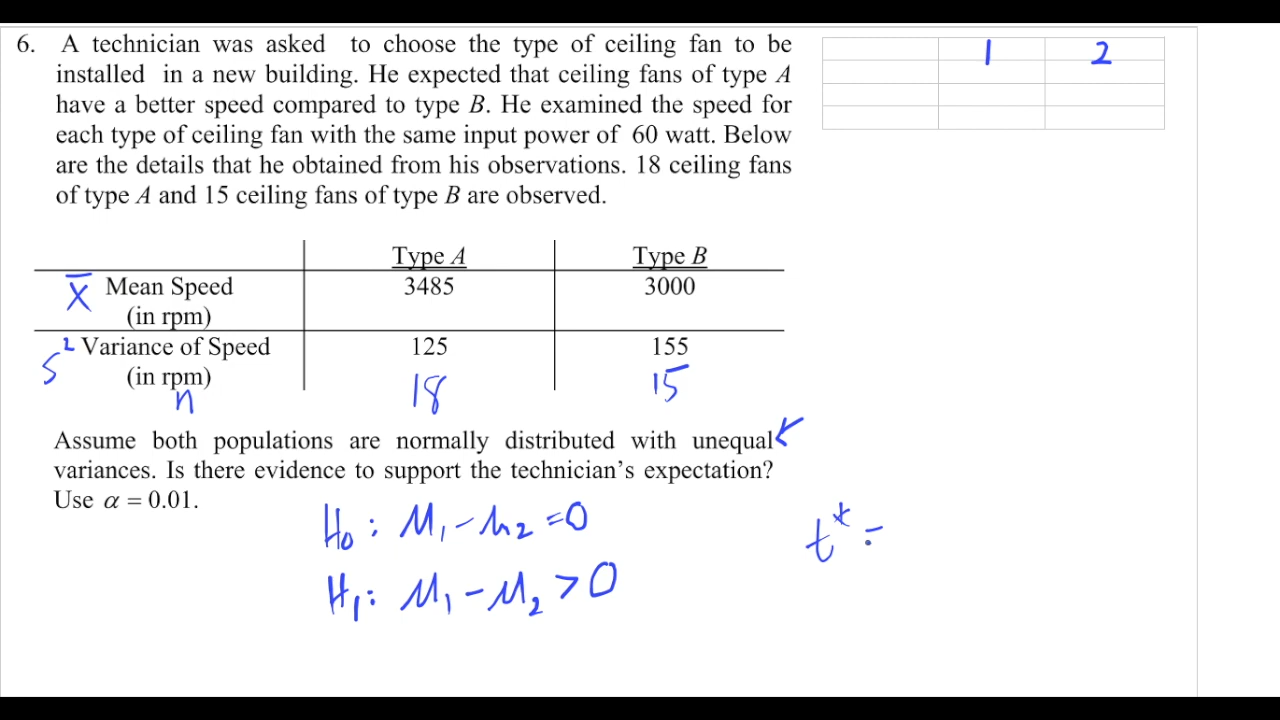 6. A technician was asked to choose the type of ceiling fan to be
installed in a new building. He expected that ceiling fans of type A
have a better speed compared to type B. He examined the speed for
each type of ceiling fan with the same input power of 60 watt. Below
are the details that he obtained from his observations. 18 ceiling fans
of type A and 15 ceiling fans of type B are observed.
1 2
Type A Type B
x̄ Mean Speed 3485 3000
(in rpm)
S² Variance of Speed 125 155
(in rpm)
n 18 15
Assume both populations are normally distributed with unequal
variances. Is there evidence to support the technician's expectation?
Use α = 0.01.
H₀ : μ₁ - μ₂ = 0
H₁ : μ₁ - μ₂ > 0
t* =